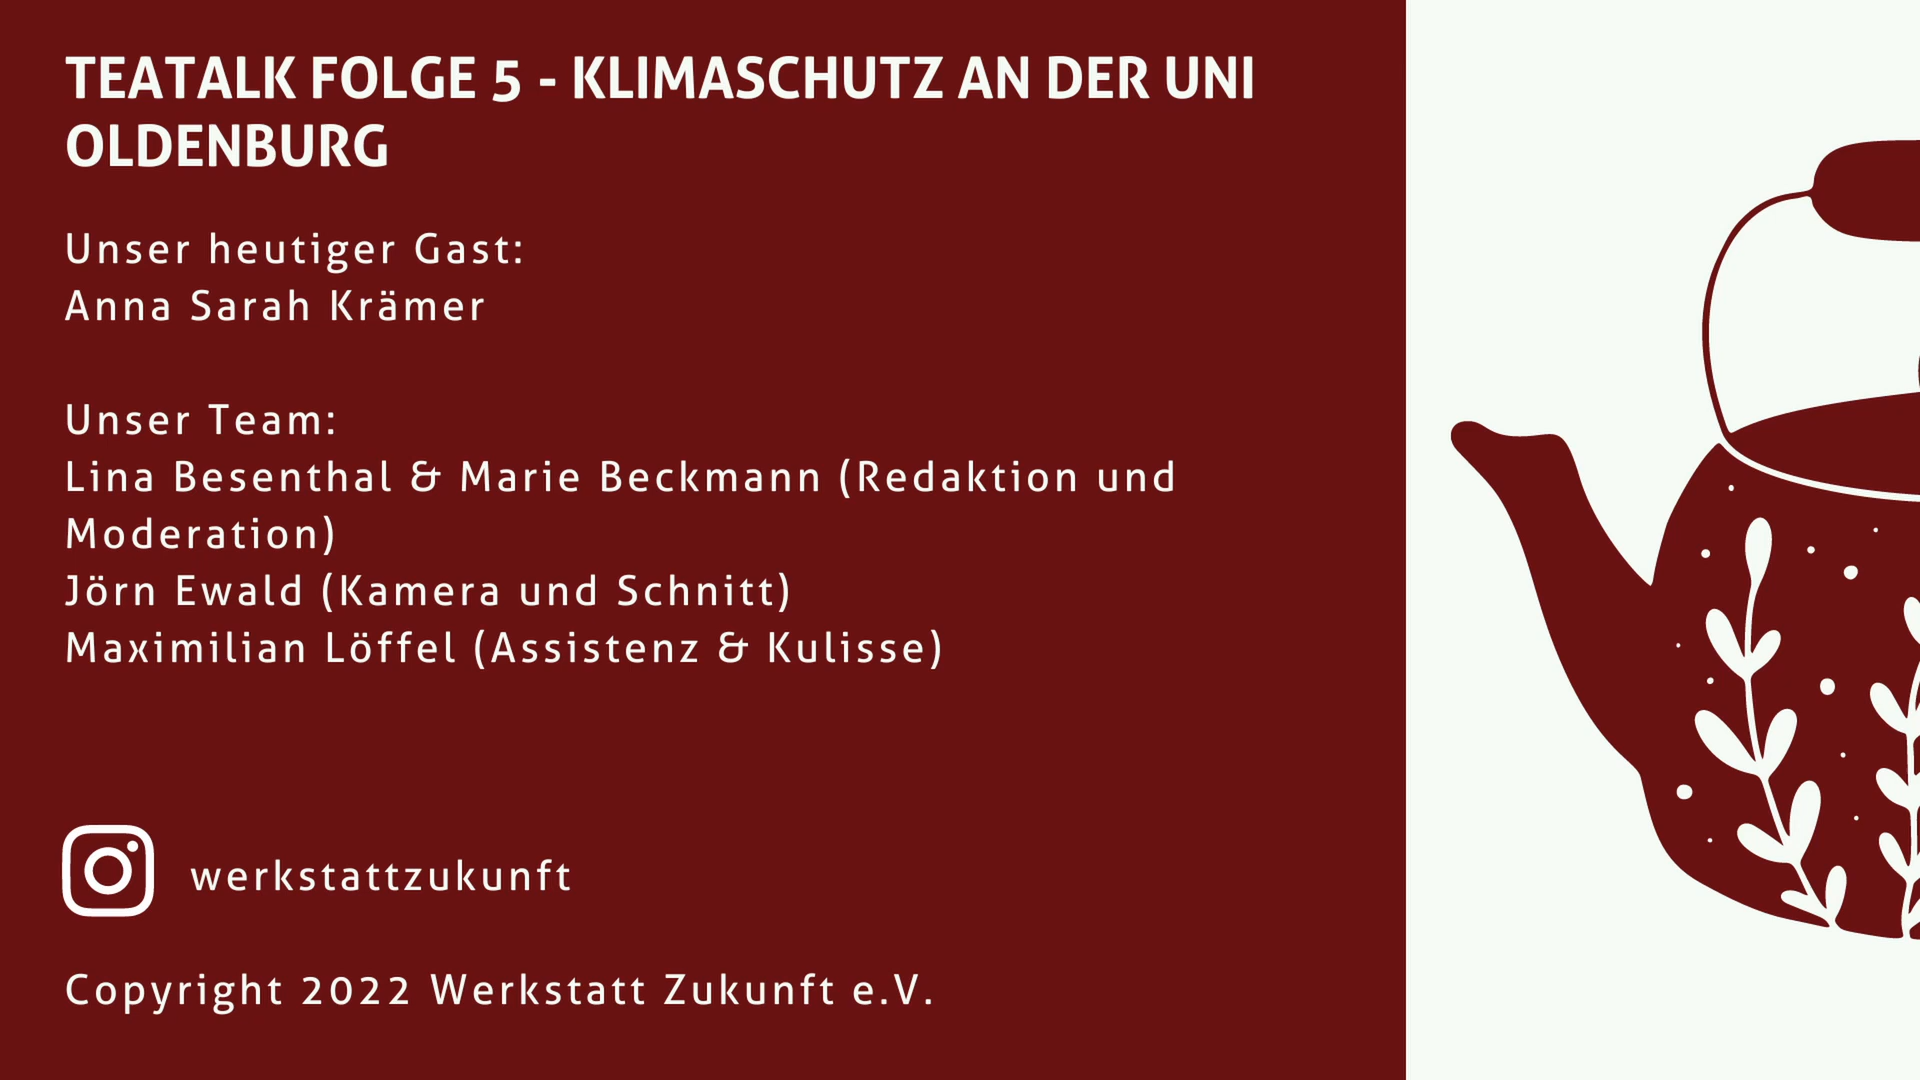 TEATALK FOLGE 5 - KLIMASCHUTZ AN DER UNI
OLDENBURG
Unser heutiger Gast:
Anna Sarah Krämer
Unser Team:
Lina Besenthal & Marie Beckmann (Redaktion und
Moderation)
Jörn Ewald (Kamera und Schnitt)
Maximilian Löffel (Assistenz & Kulisse)
werkstattzukunft
Copyright 2022 Werkstatt Zukunft e.V.